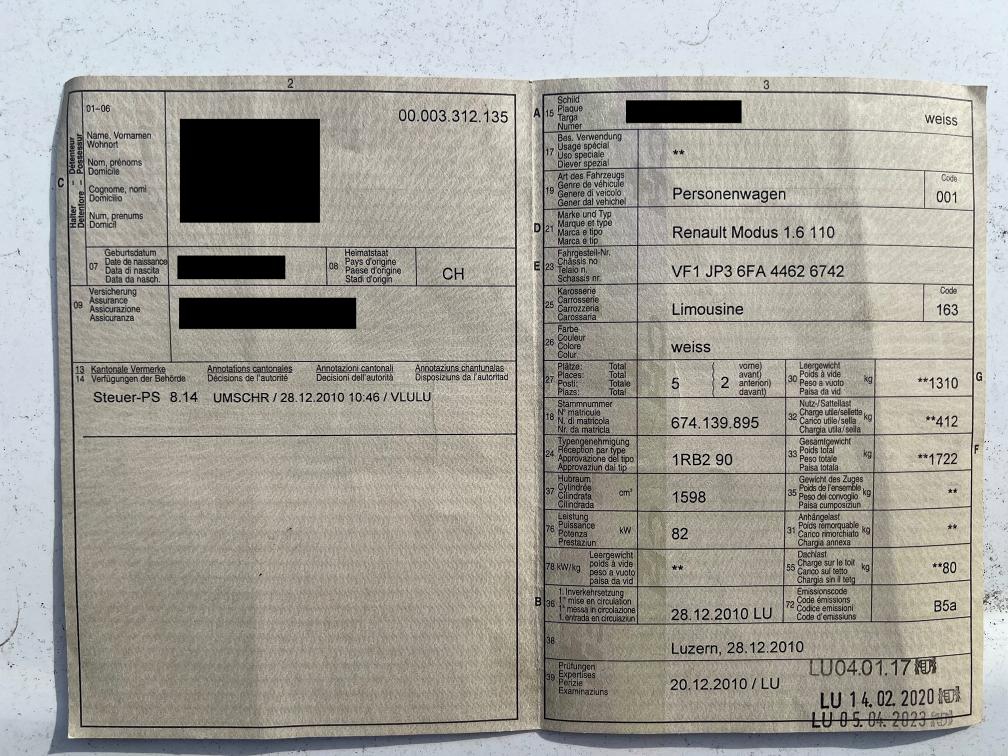 2
01-06
Halter - Détenteur
Detentore - Possessur
C
Name, Vornamen
Wohnort
Nom, prénoms
Domicile
Cognome, nomi
Domicilio
Num, prenums
Domicil
00.003.312.135
07
Geburtsdatum
Date de naissance
Data di nascita
Data da nasch.
08
Heimatstaat
Pays d'origine
Paese d'origine
Stadi d'origin
CH
09
Versicherung
Assurance
Assicurazione
Assicuranza
13 Kantonale Vermerke Annotations cantonales Annotazioni cantonali Annotaziuns chantunalas
14 Verfügungen der Behörde Décisions de l'autorité Decisioni dell'autorità Disposiziuns da l'autoritad
Steuer-PS 8.14 UMSCHR / 28.12.2010 10:46 / VLULU
3
A 15
Schild
Plaque
Targa
Numer
weiss
17
Bes. Verwendung
Usage spécial
Uso speciale
Diever spezial
**
19
Art des Fahrzeugs
Genre de véhicule
Genere di veicolo
Gener dal vehichel
Personenwagen
Code
001
D 21
Marke und Typ
Marque et type
Marca e tipo
Marca e tip
Renault Modus 1.6 110
E 23
Fahrgestell-Nr.
Châssis no
Telaio n.
Schassis nr.
VF1 JP3 6FA 4462 6742
25
Karosserie
Carrosserie
Carrozzeria
Carossaria
Limousine
Code
163
26
Farbe
Couleur
Colore
Colur
weiss
27
Plätze: Total
Places: Total
Posti: Totale
Plazs: Total
5 ( 2
vorne)
avant)
anteriori)
davant)
30
Leergewicht
Poids à vide
Peso a vuoto
Paisa da vid
kg
**1310
G
18
Stammnummer
N° matricule
N. di matricola
Nr. da matricla
674.139.895
32
Nutz-/Sattellast
Charge utile/sellette
Carico utile/sella
Chargia utila/sella
kg
**412
24
Typengenehmigung
Réception par type
Approvazione del tipo
Approvaziun dal tip
1RB2 90
33
Gesamtgewicht
Poids total
Peso totale
Paisa totala
kg
**1722
F
37
Hubraum
Cylindrée
Cilindrata
Cilindrada
cm³
1598
35
Gewicht des Zuges
Poids de l'ensemble
Peso del convoglio
Paisa cumposiziun
kg
**
76
Leistung
Puissance
Potenza
Prestaziun
kW
82
31
Anhängelast
Poids remorquable
Carico rimorchiato
Chargia annexa
kg
**
78 kW/kg
Leergewicht
poids à vide
peso a vuoto
paisa da vid
**
55
Dachlast
Charge sur le toit
Carico sul tetto
Chargia sin il tetg
kg
**80
B 36
1. Inverkehrsetzung
1re mise en circulation
1a messa in circolazione
1. entrada en circulaziun
28.12.2010 LU
72
Emissionscode
Code émissions
Codice emissioni
Code d'emissiuns
B5a
38
Luzern, 28.12.2010
39
Prüfungen
Expertises
Perizie
Examinaziuns
20.12.2010 / LU
LU04.01.17
LU 14.02.2020
LU 05.04.2023